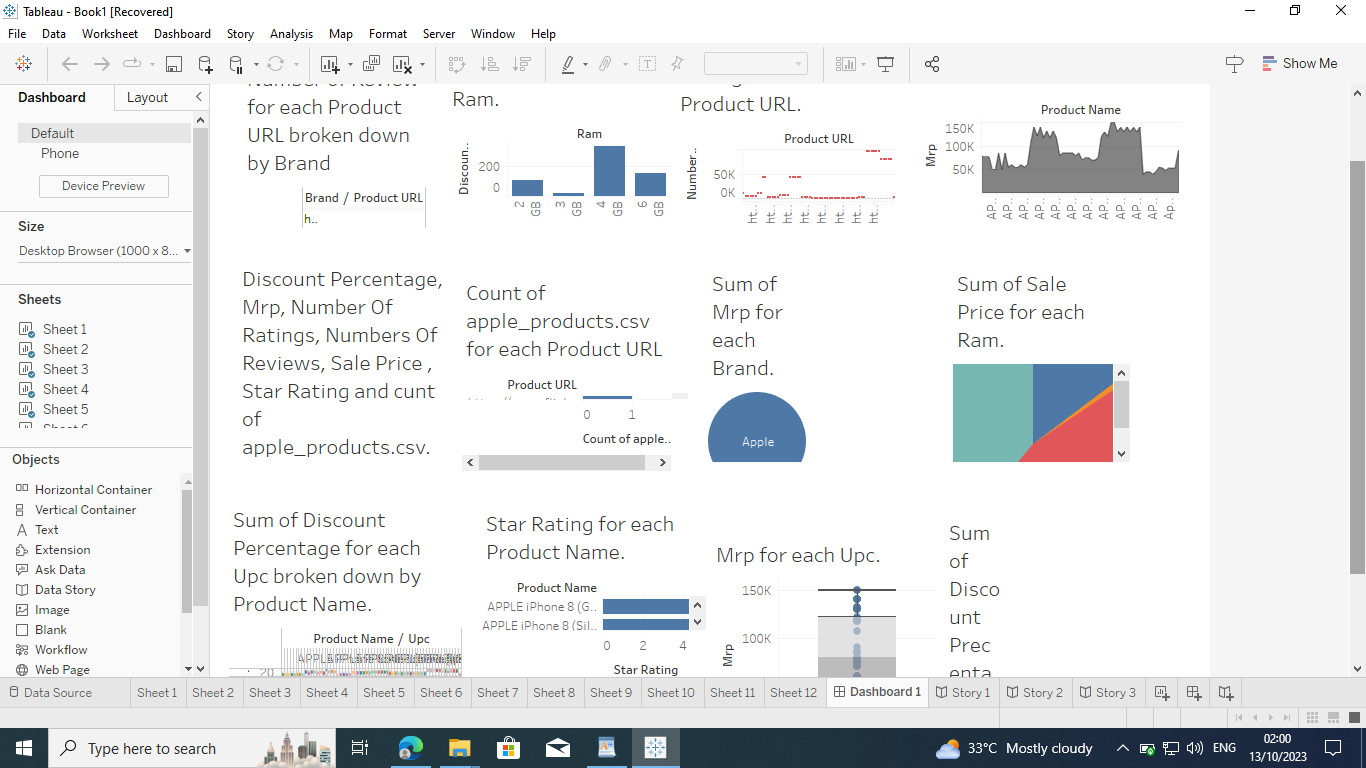 Tableau - Book1 [Recovered]
File Data Worksheet Dashboard Story Analysis Map Format Server Window Help
Show Me
Dashboard Layout
Default
Phone
Device Preview
Size
Desktop Browser (1000 x 8...
Sheets
Sheet 1
Sheet 2
Sheet 3
Sheet 4
Sheet 5
Objects
Horizontal Container
Vertical Container
Text
Extension
Ask Data
Data Story
Image
Blank
Workflow
Web Page
Number of Review
for each Product
URL broken down
by Brand
Brand / Product URL
h..
Ram.
Ram
Discoun..
200
0
2 GB
3 GB
4 GB
6 GB
Product URL.
Product URL
Number..
50K
0K
ht.. ht.. ht.. ht.. ht.. ht.. ht.. ht..
Product Name
Mrp
150K
100K
50K
AP.. AP.. AP.. AP.. AP.. AP.. AP.. AP.. AP.. Ap..
Discount Percentage,
Mrp, Number Of
Ratings, Numbers Of
Reviews, Sale Price ,
Star Rating and cunt
of
apple_products.csv.
Count of
apple_products.csv
for each Product URL
Product URL
0 1
Count of apple..
Sum of
Mrp for
each
Brand.
Apple
Sum of Sale
Price for each
Ram.
Sum of Discount
Percentage for each
Upc broken down by
Product Name.
Product Name / Upc
20
Star Rating for each
Product Name.
Product Name
APPLE iPhone 8 (G..
APPLE iPhone 8 (Sil..
0 2 4
Star Rating
Mrp for each Upc.
Mrp
150K
100K
Sum
of
Disco
unt
Prec
enta
Data Source Sheet 1 Sheet 2 Sheet 3 Sheet 4 Sheet 5 Sheet 6 Sheet 7 Sheet 8 Sheet 9 Sheet 10 Sheet 11 Sheet 12 Dashboard 1 Story 1 Story 2 Story 3
Type here to search
33°C Mostly cloudy
ENG
02:00
13/10/2023